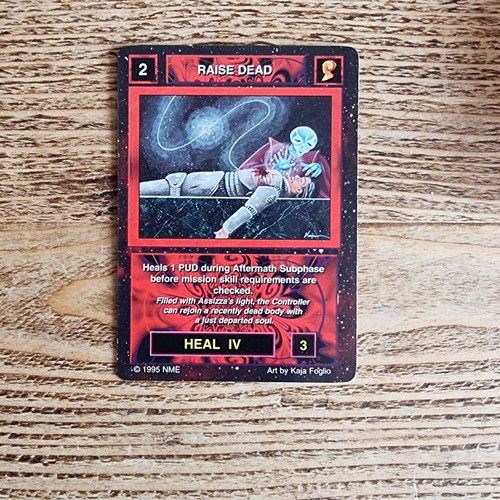 2
RAISE DEAD
Heals 1 PUD during Aftermath Subphase
before mission skill requirements are
checked.
Filled with Assizza's light, the Controller
can rejoin a recently dead body with
a just departed soul.
HEAL IV
3
© 1995 NME
Art by Kaja Foglio